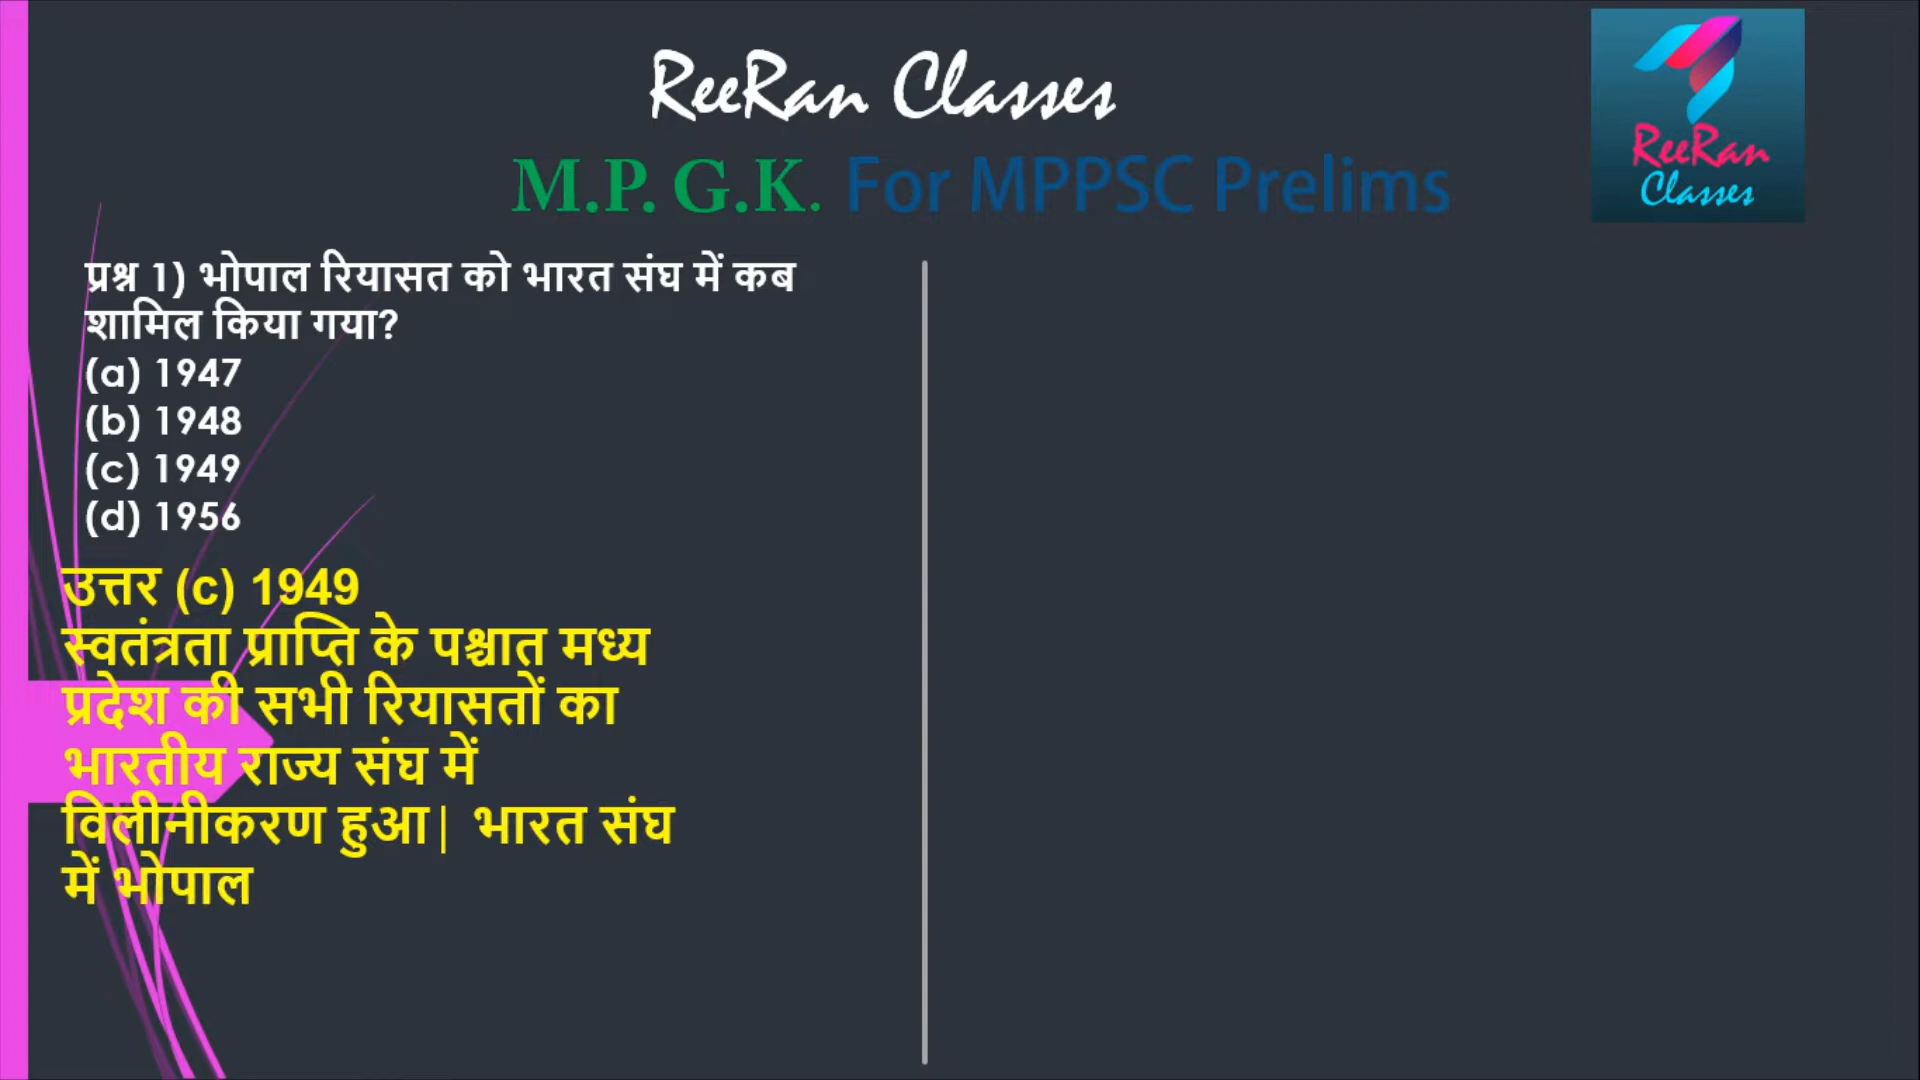 ReeRan Classes
M.P. G.K. For MPPSC Prelims
ReeRan
Classes
प्रश्न 1) भोपाल रियासत को भारत संघ में कब
शामिल किया गया?
(a) 1947
(b) 1948
(c) 1949
(d) 1956
उत्तर (c) 1949
स्वतंत्रता प्राप्ति के पश्चात मध्य
प्रदेश की सभी रियासतों का
भारतीय राज्य संघ में
विलीनीकरण हुआ| भारत संघ
में भोपाल